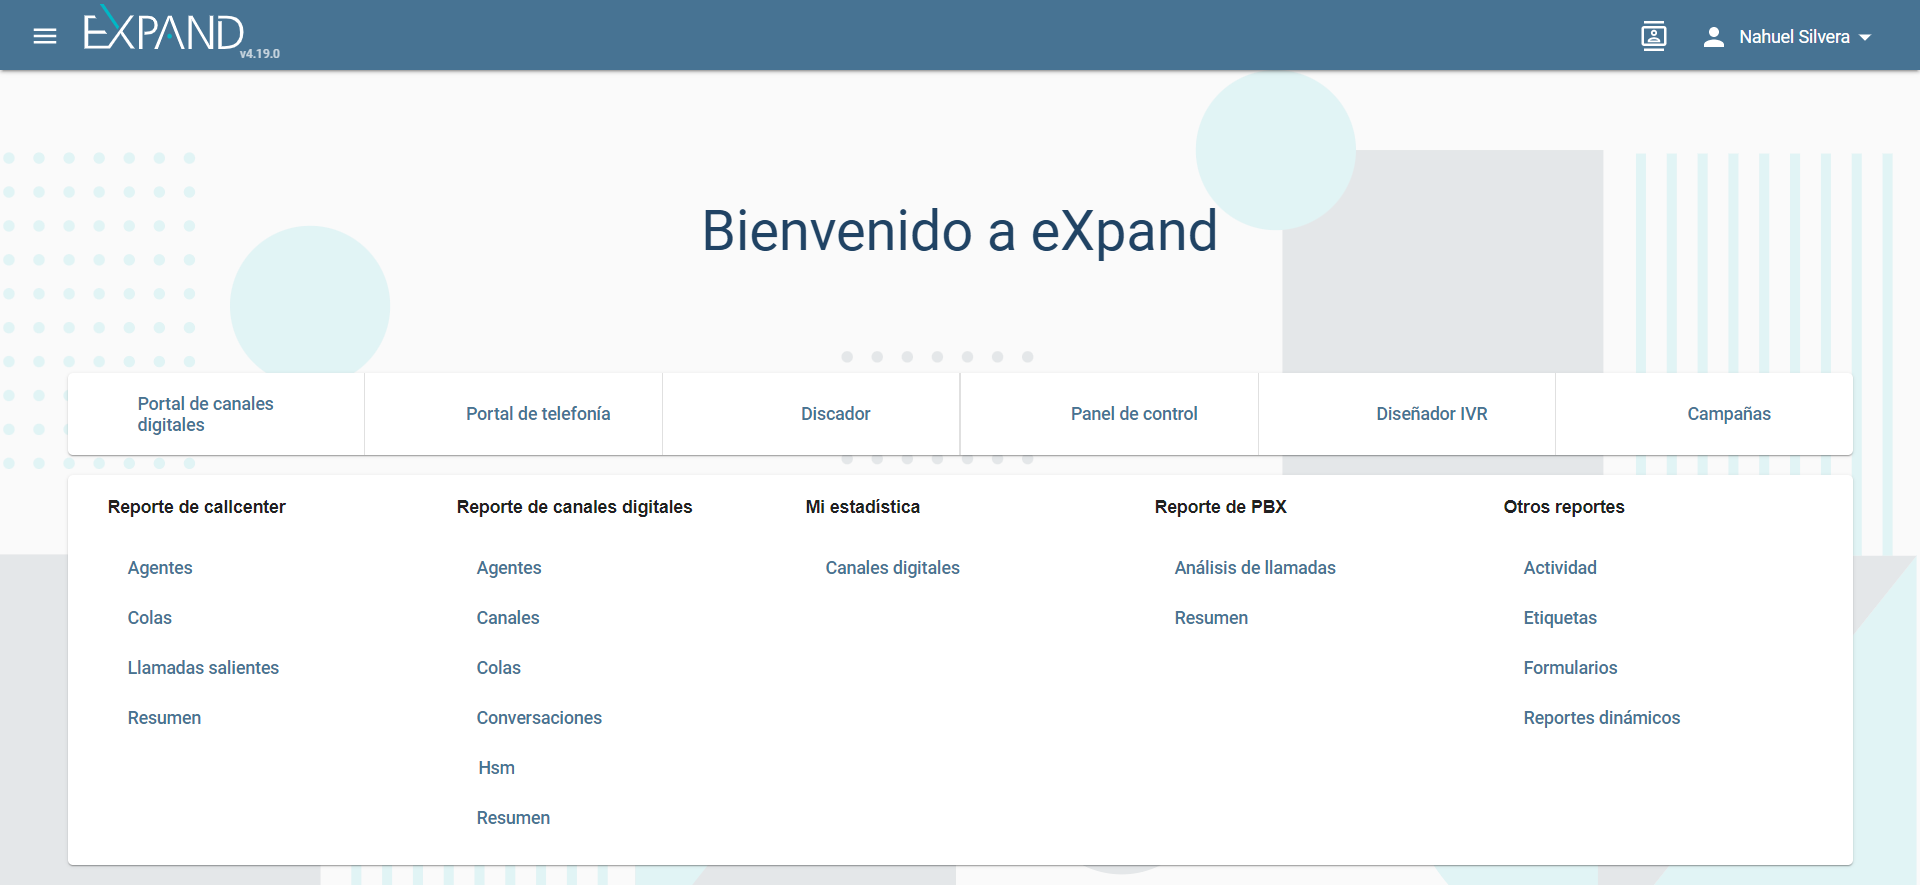 EXPAND
v4.19.0
Nahuel Silvera
Bienvenido a eXpand
Portal de canales
digitales
Portal de telefonía
Discador
Panel de control
Diseñador IVR
Campañas
Reporte de callcenter
Agentes
Colas
Llamadas salientes
Resumen
Reporte de canales digitales
Agentes
Canales
Colas
Conversaciones
Hsm
Resumen
Mi estadística
Canales digitales
Reporte de PBX
Análisis de llamadas
Resumen
Otros reportes
Actividad
Etiquetas
Formularios
Reportes dinámicos